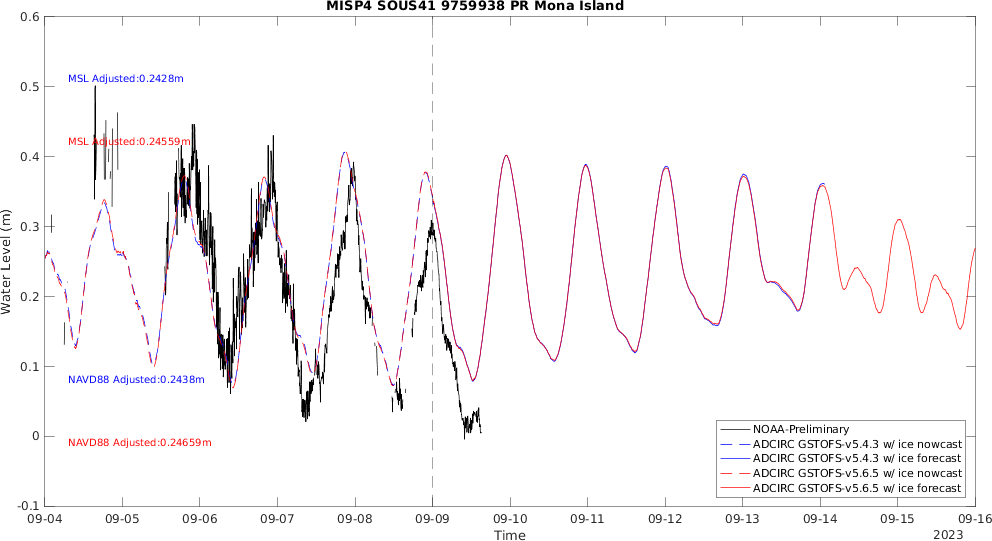 MISP4 SOUS41 9759938 PR Mona Island
0.6
0.5
0.4
0.3
0.2
0.1
0
-0.1
Water Level (m)
MSL Adjusted:0.2428m
MSL Adjusted:0.24559m
NAVD88 Adjusted:0.2438m
NAVD88 Adjusted:0.24659m
NOAA-Preliminary
ADCIRC GSTOFS-v5.4.3 w/ ice nowcast
ADCIRC GSTOFS-v5.4.3 w/ ice forecast
ADCIRC GSTOFS-v5.6.5 w/ ice nowcast
ADCIRC GSTOFS-v5.6.5 w/ ice forecast
09-04 09-05 09-06 09-07 09-08 09-09 09-10 09-11 09-12 09-13 09-14 09-15 09-16
Time
2023